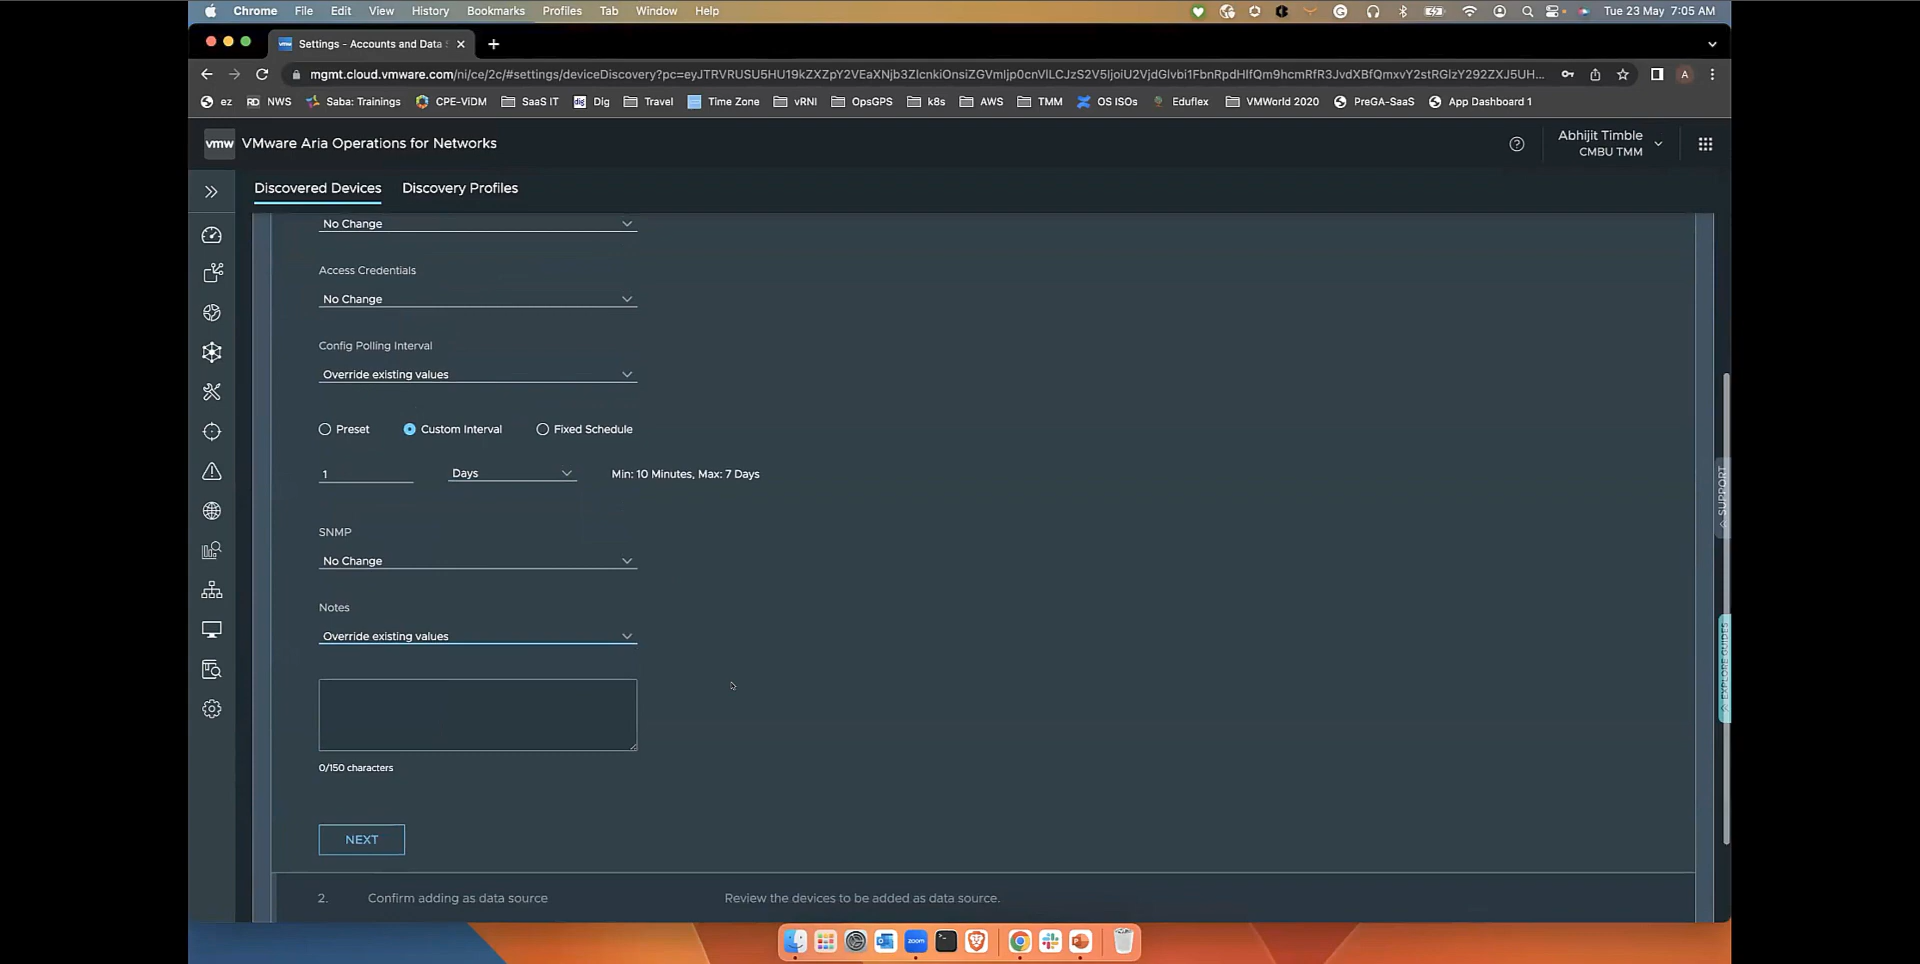 Chrome File Edit View History Bookmarks Profiles Tab Window Help Tue 23 May 7:05 AM
Settings - Accounts and Data
mgmt.cloud.vmware.com/ni/ce/2c/#settings/deviceDiscovery?pc=
ez NWS Saba: Trainings CPE-ViDM SaaS IT Dig Travel Time Zone vRNI OpsGPS k8s AWS TMM OS ISOs Eduflex VMWorld 2020 PreGA-SaaS App Dashboard 1
vmw VMware Aria Operations for Networks
Abhijit Timble
CMBU TMM
Discovered Devices Discovery Profiles
No Change
Access Credentials
No Change
Config Polling Interval
Override existing values
Preset Custom Interval Fixed Schedule
1 Days Min: 10 Minutes, Max: 7 Days
SUPPORT
SNMP
No Change
Notes
Override existing values
EXPLORE GUIDES
0/150 characters
NEXT
2. Confirm adding as data source Review the devices to be added as data source.
zoom